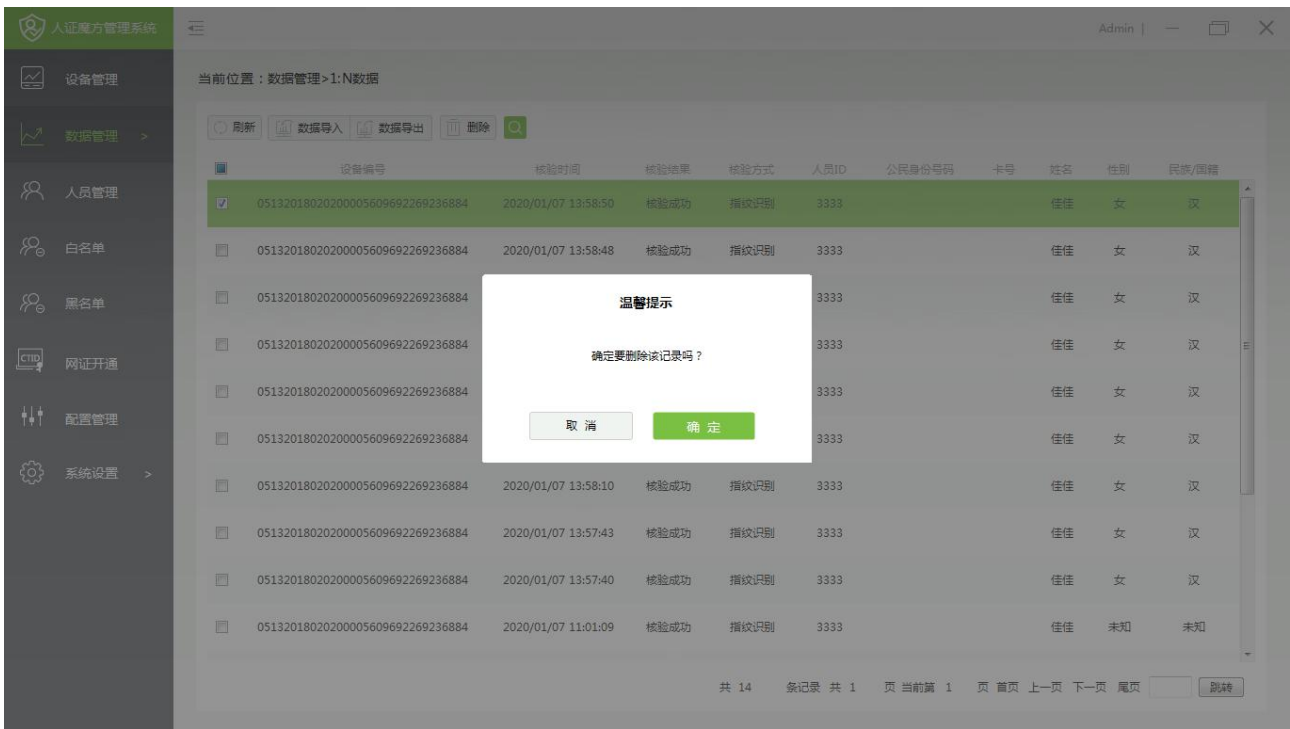 人证魔方管理系统
Admin |
设备管理
当前位置：数据管理>1:N数据
数据管理 >
刷新 数据导入 数据导出 删除
设备编号 核验时间 核验结果 核验方式 人员ID 公民身份号码 卡号 姓名 性别 民族/国籍
人员管理
05132018020200005609692269236884 2020/01/07 13:58:50 核验成功 指纹识别 3333 佳佳 女 汉
白名单
05132018020200005609692269236884 2020/01/07 13:58:48 核验成功 指纹识别 3333 佳佳 女 汉
黑名单
05132018020200005609692269236884 3333 佳佳 女 汉
温馨提示
CTID 网证开通
05132018020200005609692269236884 3333 佳佳 女 汉
确定要删除该记录吗？
05132018020200005609692269236884 3333 佳佳 女 汉
配置管理
取 消 确 定
05132018020200005609692269236884 3333 佳佳 女 汉
系统设置 >
05132018020200005609692269236884 2020/01/07 13:58:10 核验成功 指纹识别 3333 佳佳 女 汉
05132018020200005609692269236884 2020/01/07 13:57:43 核验成功 指纹识别 3333 佳佳 女 汉
05132018020200005609692269236884 2020/01/07 13:57:40 核验成功 指纹识别 3333 佳佳 女 汉
05132018020200005609692269236884 2020/01/07 11:01:09 核验成功 指纹识别 3333 佳佳 未知 未知
共 14 条记录 共 1 页 当前第 1 页 首页 上一页 下一页 尾页 跳转